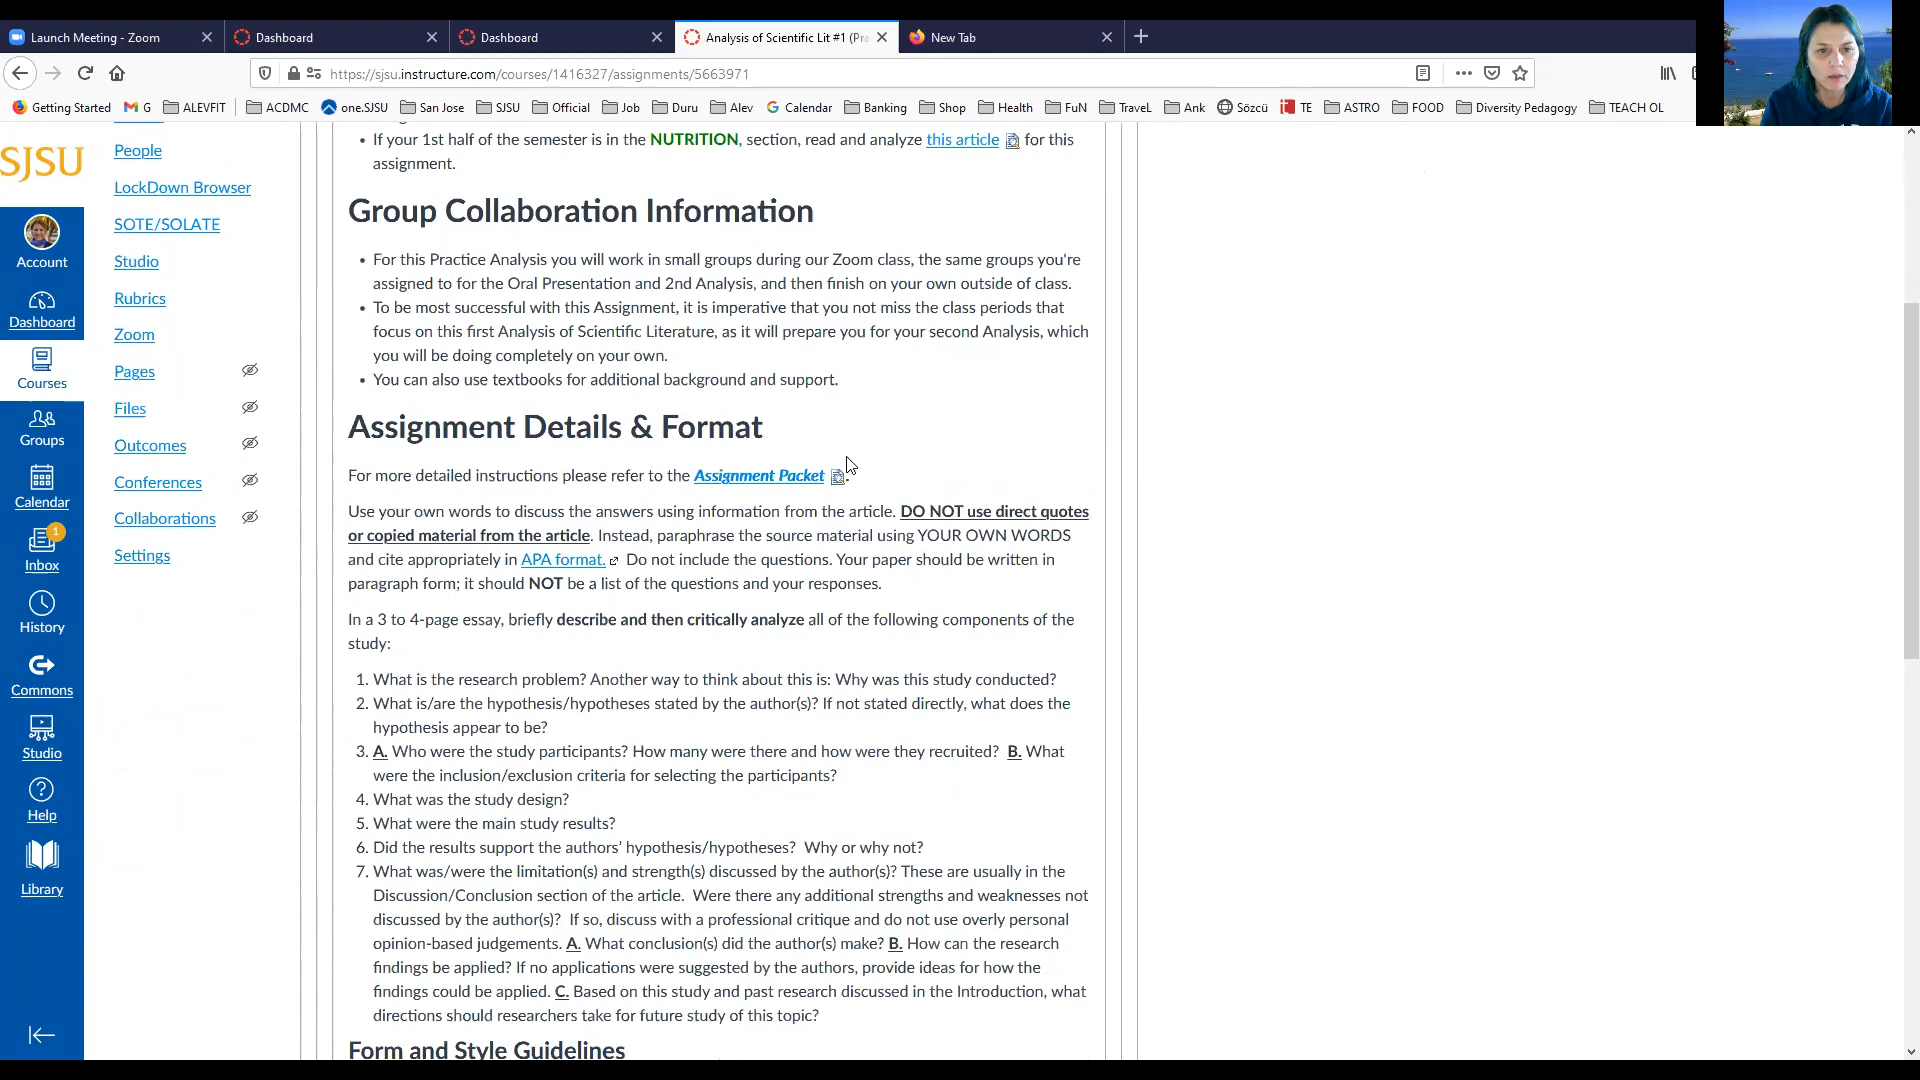 Launch Meeting - Zoom
Dashboard
Dashboard
Analysis of Scientific Lit #1 (Pra
New Tab
https://sjsu.instructure.com/courses/1416327/assignments/5663971
Getting Started
G
ALEVFIT
ACDMC
one.SJSU
San Jose
SJSU
Official
Job
Duru
Alev
Calendar
Banking
Shop
Health
FuN
TraveL
Ank
Sözcü
TE
ASTRO
FOOD
Diversity Pedagogy
TEACH OL
SJSU
Account
Dashboard
Courses
Groups
Calendar
1
Inbox
History
Commons
Studio
Help
Library
People
LockDown Browser
SOTE/SOLATE
Studio
Rubrics
Zoom
Pages
Files
Outcomes
Conferences
Collaborations
Settings
• If your 1st half of the semester is in the NUTRITION, section, read and analyze this article for this
assignment.
Group Collaboration Information
• For this Practice Analysis you will work in small groups during our Zoom class, the same groups you're
assigned to for the Oral Presentation and 2nd Analysis, and then finish on your own outside of class.
• To be most successful with this Assignment, it is imperative that you not miss the class periods that
focus on this first Analysis of Scientific Literature, as it will prepare you for your second Analysis, which
you will be doing completely on your own.
• You can also use textbooks for additional background and support.
Assignment Details & Format
For more detailed instructions please refer to the Assignment Packet .
Use your own words to discuss the answers using information from the article. DO NOT use direct quotes
or copied material from the article. Instead, paraphrase the source material using YOUR OWN WORDS
and cite appropriately in APA format. Do not include the questions. Your paper should be written in
paragraph form; it should NOT be a list of the questions and your responses.
In a 3 to 4-page essay, briefly describe and then critically analyze all of the following components of the
study:
1. What is the research problem? Another way to think about this is: Why was this study conducted?
2. What is/are the hypothesis/hypotheses stated by the author(s)? If not stated directly, what does the
hypothesis appear to be?
3. A. Who were the study participants? How many were there and how were they recruited? B. What
were the inclusion/exclusion criteria for selecting the participants?
4. What was the study design?
5. What were the main study results?
6. Did the results support the authors' hypothesis/hypotheses? Why or why not?
7. What was/were the limitation(s) and strength(s) discussed by the author(s)? These are usually in the
Discussion/Conclusion section of the article. Were there any additional strengths and weaknesses not
discussed by the author(s)? If so, discuss with a professional critique and do not use overly personal
opinion-based judgements. A. What conclusion(s) did the author(s) make? B. How can the research
findings be applied? If no applications were suggested by the authors, provide ideas for how the
findings could be applied. C. Based on this study and past research discussed in the Introduction, what
directions should researchers take for future study of this topic?
Form and Style Guidelines